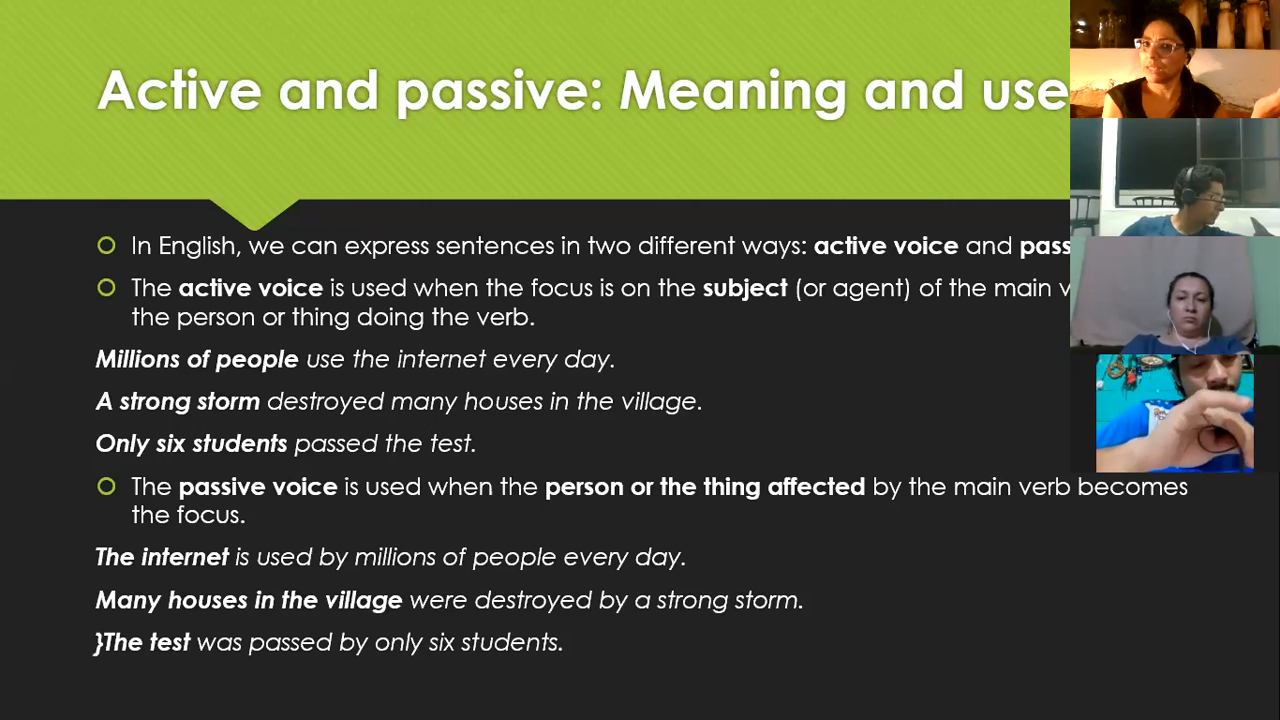 Active and passive: Meaning and use
In English, we can express sentences in two different ways: active voice and pass
The active voice is used when the focus is on the subject (or agent) of the main v
the person or thing doing the verb.
Millions of people use the internet every day.
A strong storm destroyed many houses in the village.
Only six students passed the test.
The passive voice is used when the person or the thing affected by the main verb becomes
the focus.
The internet is used by millions of people every day.
Many houses in the village were destroyed by a strong storm.
}The test was passed by only six students.